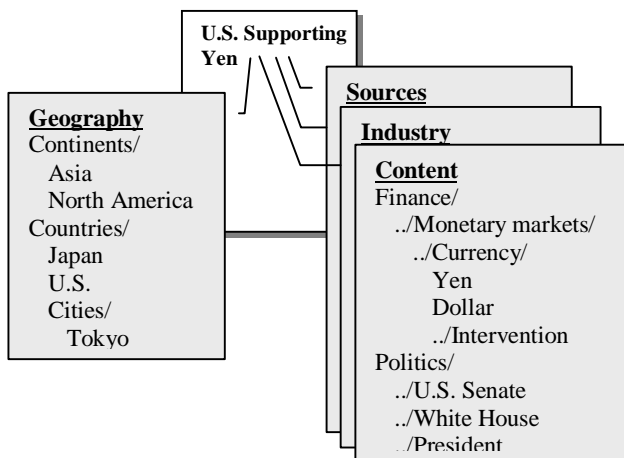 U.S. Supporting
Yen
Geography
Continents/
Asia
North America
Countries/
Japan
U.S.
Cities/
Tokyo
Sources
Industry
Content
Finance/
../Monetary markets/
../Currency/
Yen
Dollar
../Intervention
Politics/
../U.S. Senate
../White House
../President